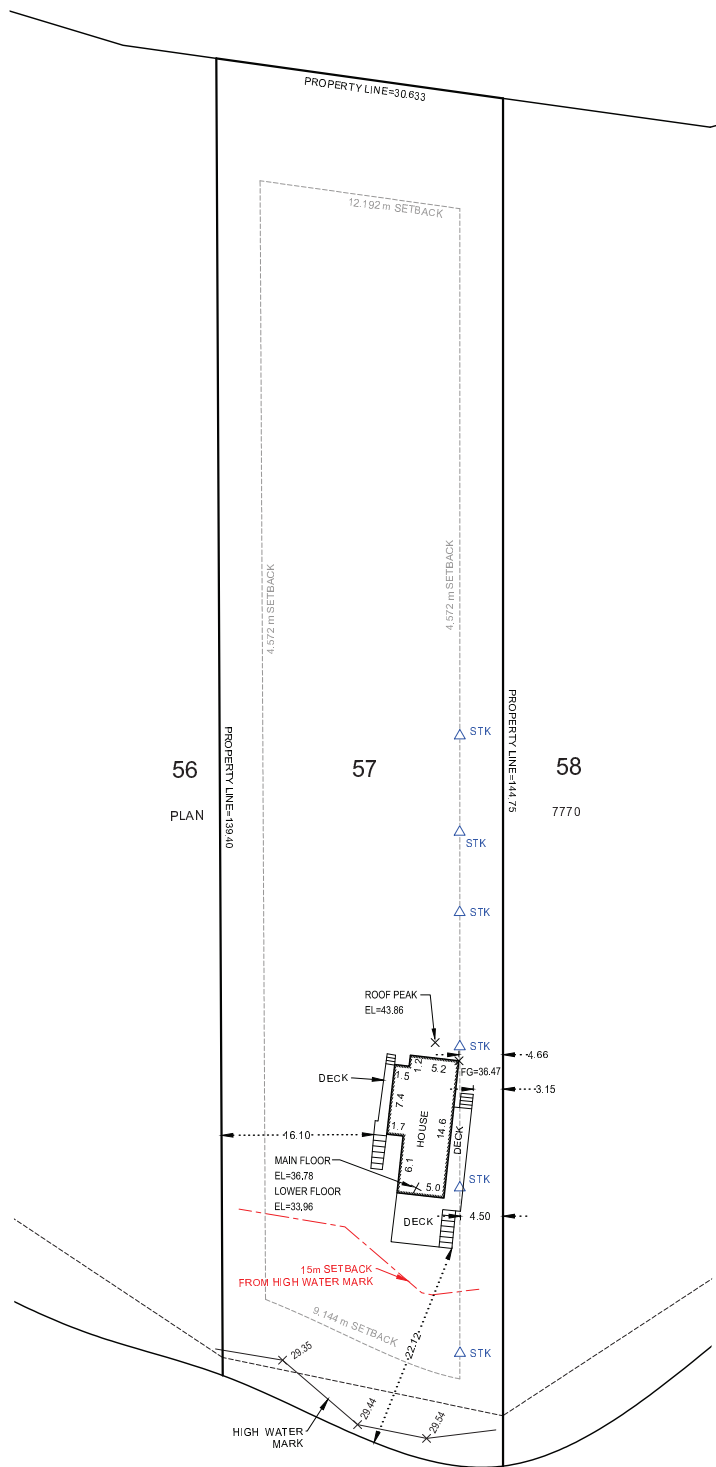 PROPERTY LINE=30.633
12.192 m SETBACK
4.572 m SETBACK
4.572 m SETBACK
STK
PROPERTY LINE=139.40
PROPERTY LINE=144.75
56
57
58
PLAN
7770
STK
STK
ROOF PEAK
EL=43.86
STK
4.66
1.2
5.2
FG=36.47
DECK
1.5
3.15
7.4
HOUSE
14.6
DECK
16.10
1.7
6.1
MAIN FLOOR
EL=36.78
LOWER FLOOR
EL=33.96
5.0
STK
DECK
4.50
15m SETBACK
FROM HIGH WATER MARK
9.144 m SETBACK
22.12
STK
29.35
29.44
29.54
HIGH WATER
MARK